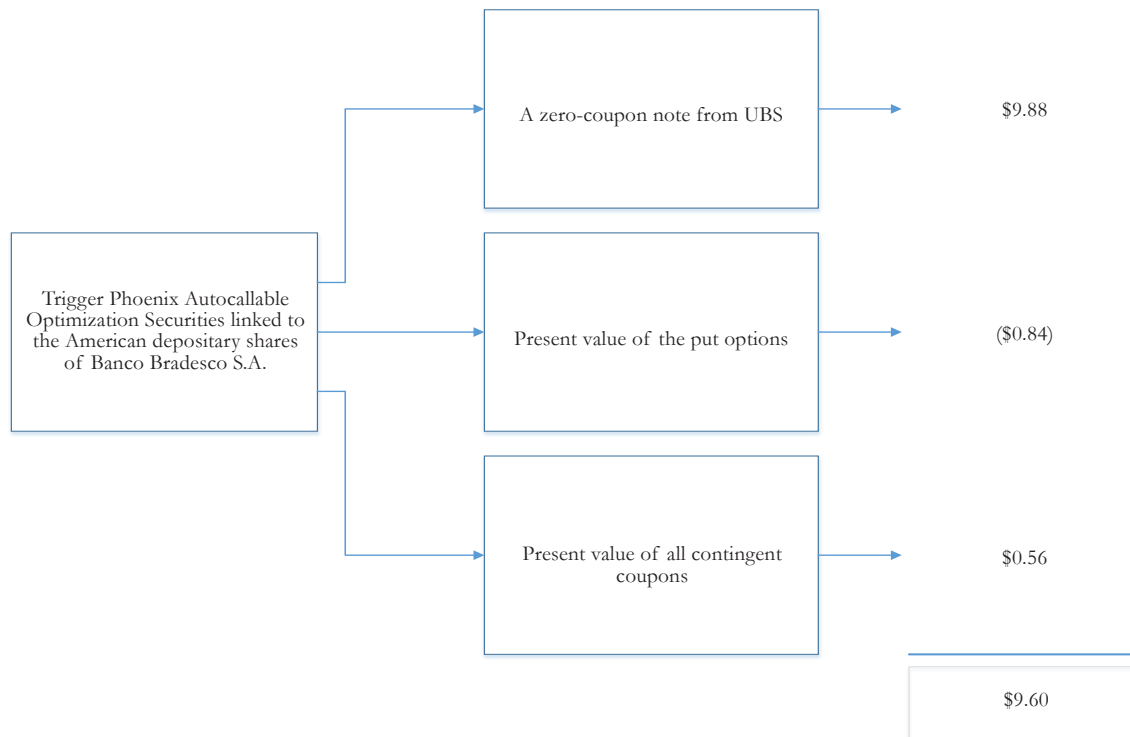 A zero-coupon note from UBS
$9.88
Trigger Phoenix Autocallable
Optimization Securities linked to
the American depositary shares
of Banco Bradesco S.A.
Present value of the put options
($0.84)
Present value of all contingent
coupons
$0.56
$9.60